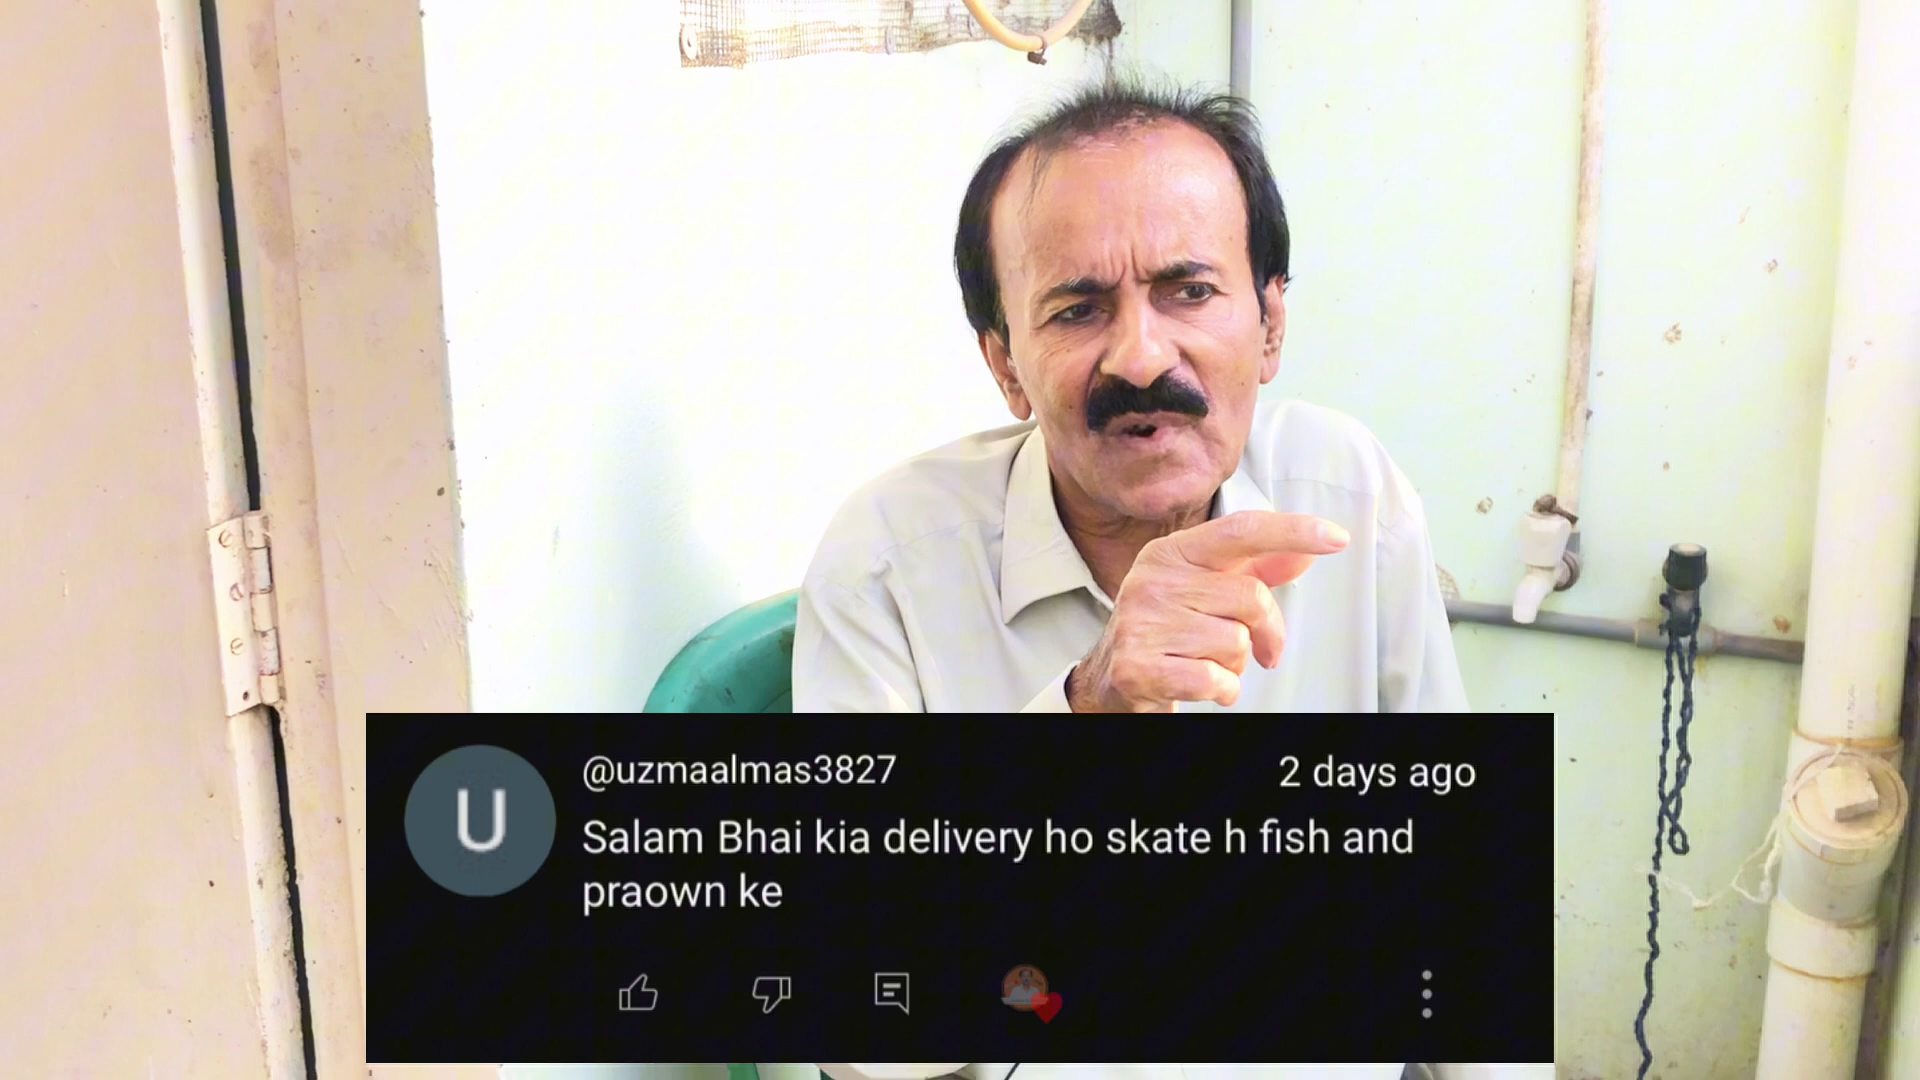 U
@uzmaalmas3827
2 days ago
Salam Bhai kia delivery ho skate h fish and
praown ke